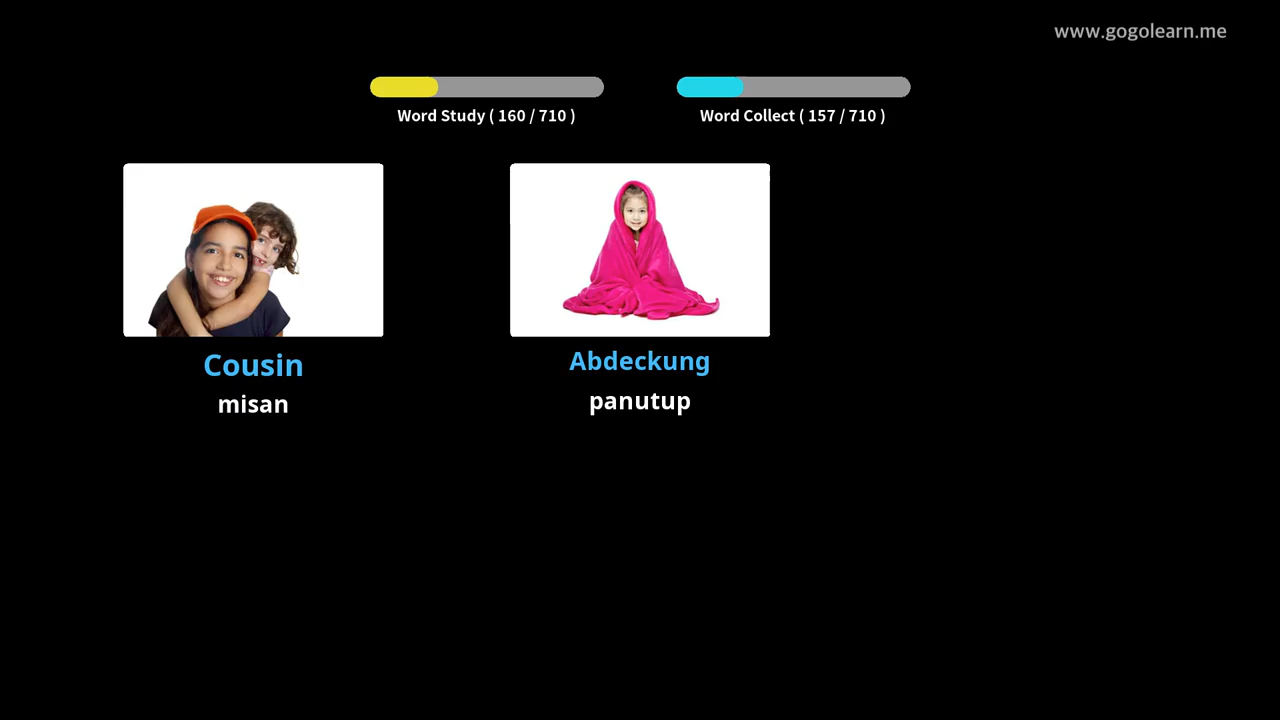 www.gogolearn.me
Word Study ( 160 / 710 )
Word Collect ( 157 / 710 )
Cousin
misan
Abdeckung
panutup